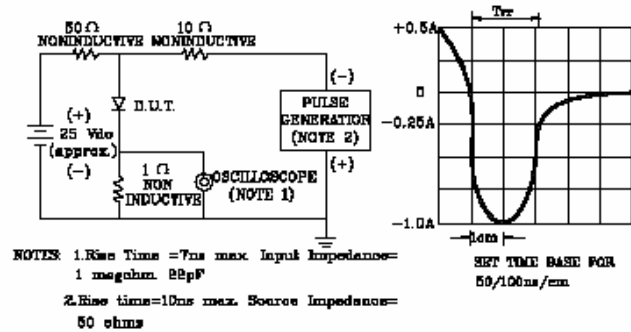 50 Ω
NONINDUCTIVE
10 Ω
NONINDUCTIVE
(+)
25 Vdc
(approx.)
(-)
D.U.T.
1 Ω
NON
INDUCTIVE
OSCILLOSCOPE
(NOTE 1)
(-)
PULSE
GENERATION
(NOTE 2)
(+)
Trr
+0.5A
0
-0.25A
-1.0A
1cm
SET TIME BASE FOR
50/100ns/cm
NOTES: 1.Rise Time =7ns max. Input Impedance=
1 megohm. 22pF
2.Rise time=10ns max. Source Impedance=
50 ohms